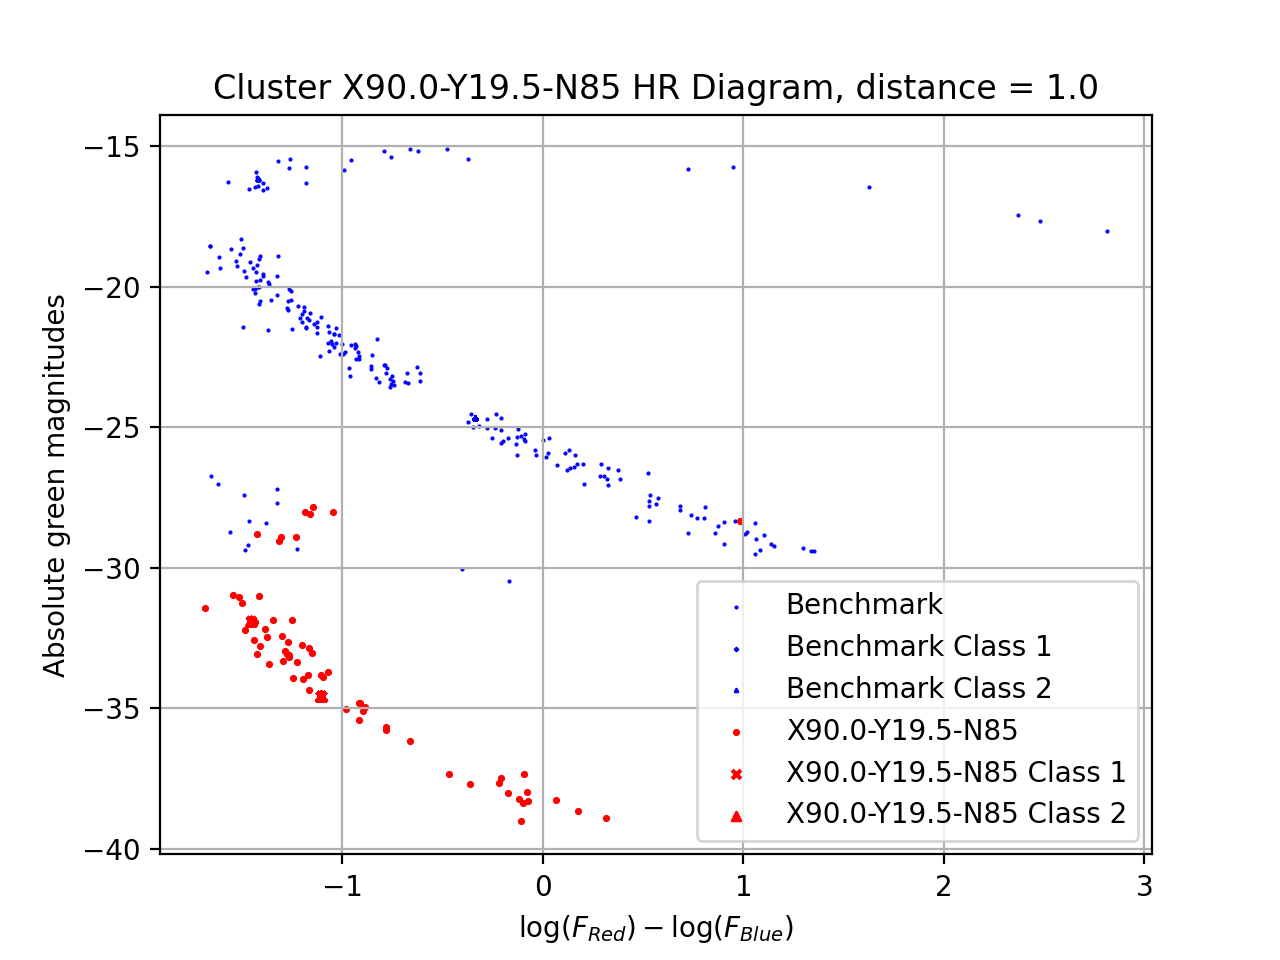 Cluster X90.0-Y19.5-N85 HR Diagram, distance = 1.0
Absolute green magnitudes
−15
−20
−25
−30
−35
−40
Benchmark
Benchmark Class 1
Benchmark Class 2
X90.0-Y19.5-N85
X90.0-Y19.5-N85 Class 1
X90.0-Y19.5-N85 Class 2
−1 0 1 2 3
log(F_Red) − log(F_Blue)